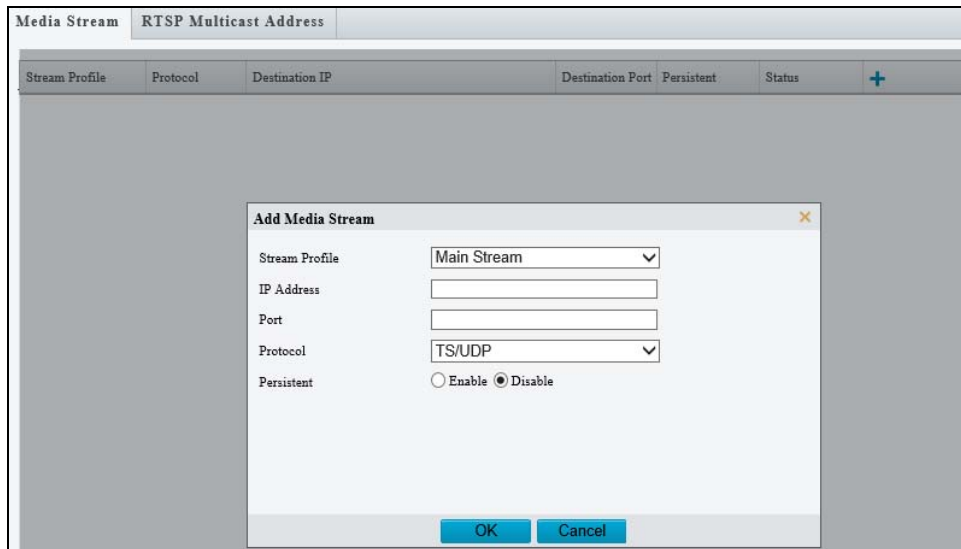 Media Stream RTSP Multicast Address
Stream Profile Protocol Destination IP Destination Port Persistent Status +
Add Media Stream ×
Stream Profile Main Stream
IP Address
Port
Protocol TS/UDP
Persistent Enable Disable
OK Cancel